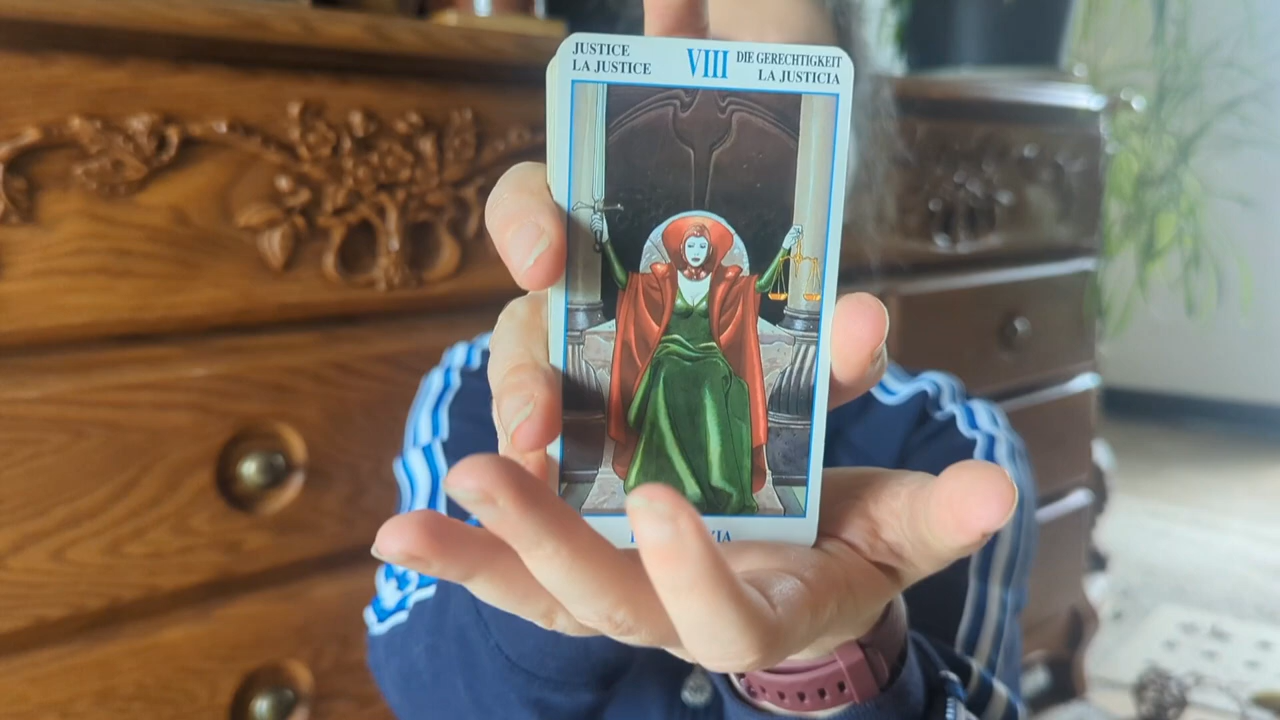 JUSTICE
LA JUSTICE
VIII
DIE GERECHTIGKEIT
LA JUSTICIA